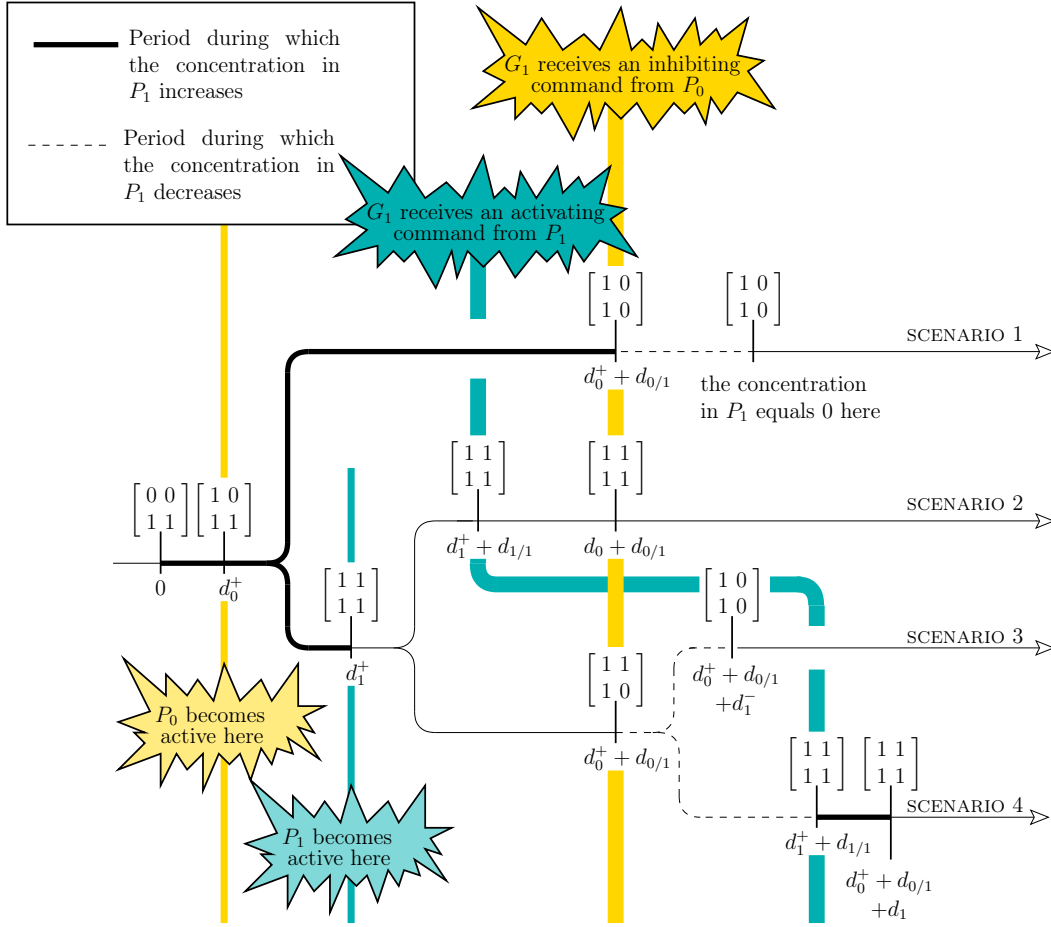 Period during which
the concentration in
P₁ increases
Period during which
the concentration in
P₁ decreases
G₁ receives an inhibiting
command from P₀
G₁ receives an activating
command from P₁
[1 0]
[1 0]
[1 0]
[1 0]
SCENARIO 1
d₀⁺ + d₀/₁
the concentration
in P₁ equals 0 here
[1 1]
[1 1]
[1 1]
[1 1]
SCENARIO 2
d₁⁺ + d₁/₁
d₀ + d₀/₁
[0 0]
[1 1]
[1 0]
[1 1]
0
d₀⁺
[1 1]
[1 1]
d₁⁺
[1 0]
[1 0]
SCENARIO 3
d₀⁺ + d₀/₁
+d₁⁻
[1 1]
[1 0]
d₀⁺ + d₀/₁
P₀ becomes
active here
[1 1]
[1 1]
[1 1]
[1 1]
SCENARIO 4
d₁⁺ + d₁/₁
d₀⁺ + d₀/₁
+d₁
P₁ becomes
active here